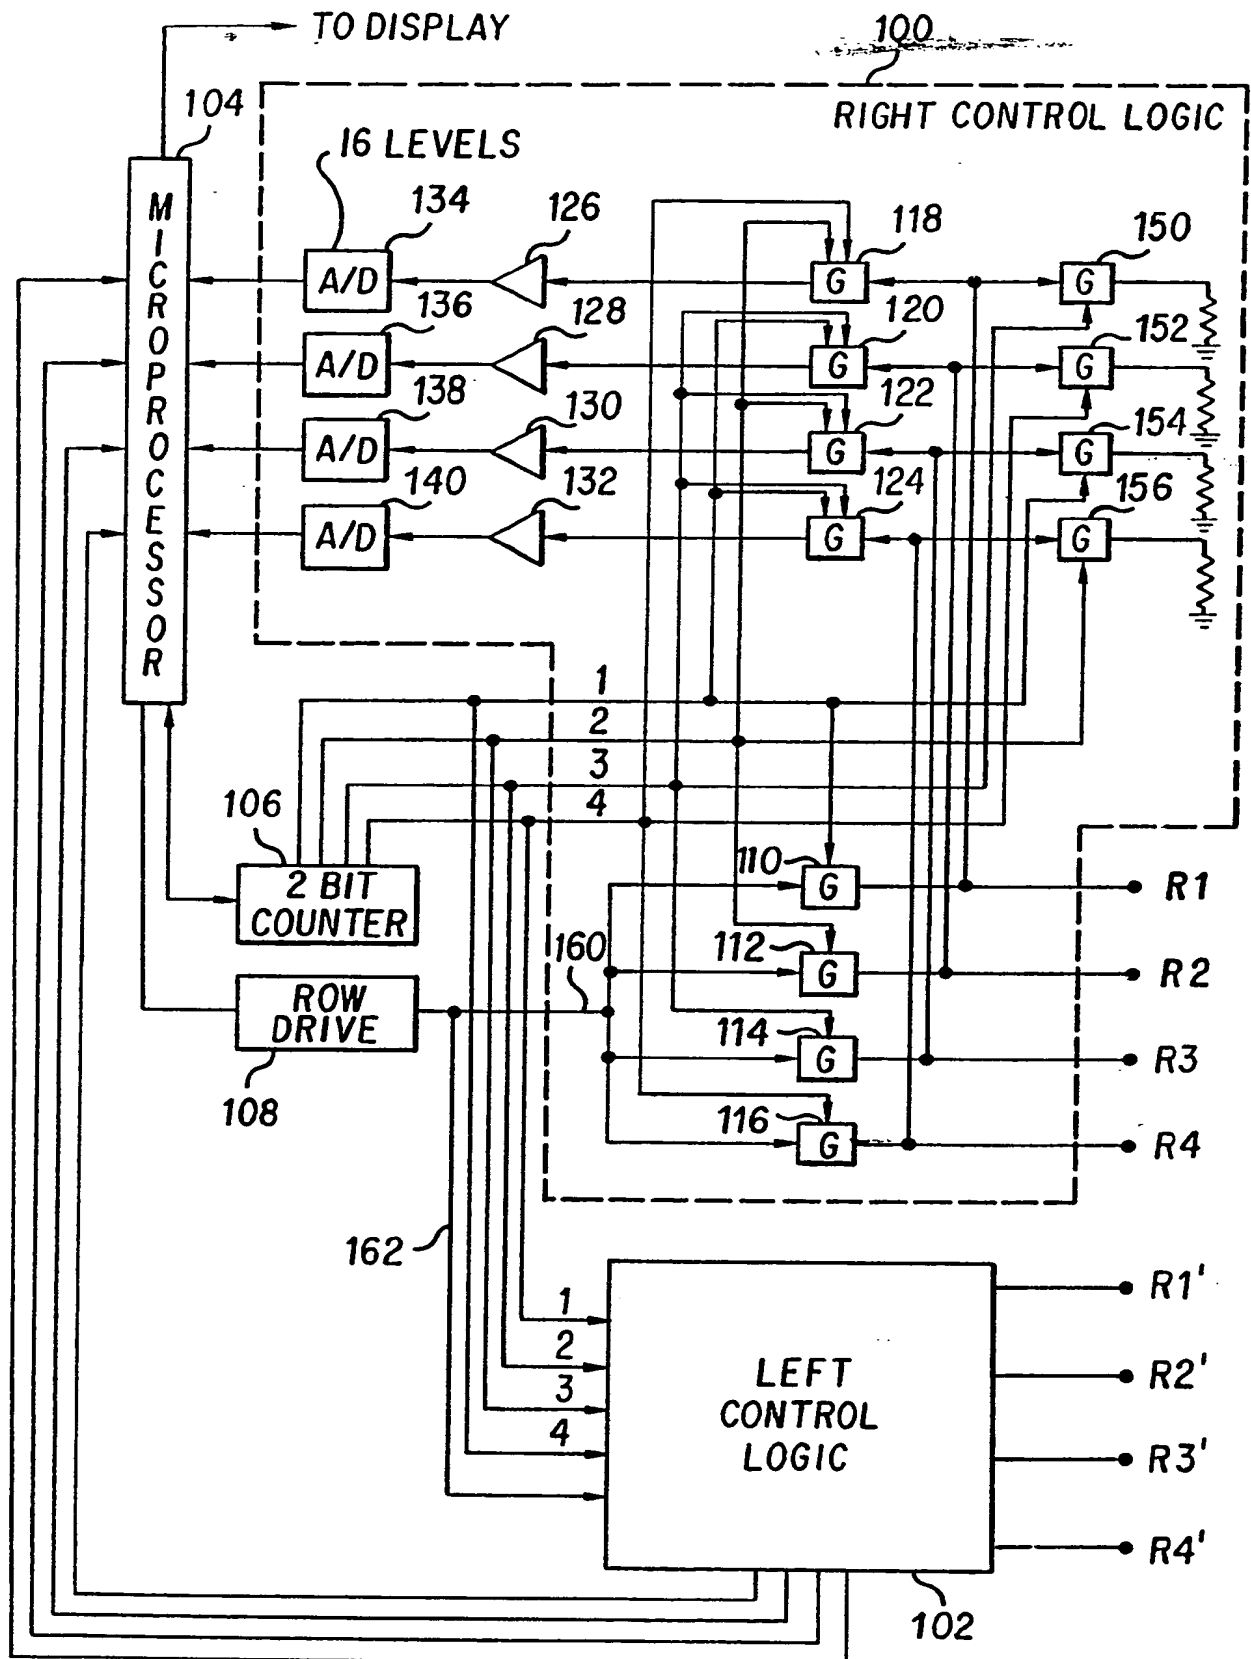 TO DISPLAY
100
RIGHT CONTROL LOGIC
104
16 LEVELS
134
126
118
150
MICROPROCESSOR
A/D
G
G
136
128
120
152
A/D
G
G
138
130
122
154
A/D
G
G
140
132
124
156
A/D
G
G
1
2
3
4
106
2 BIT
COUNTER
110
G
R1
160
112
G
R2
ROW
DRIVE
108
114
G
R3
116
G
R4
162
1
2
3
4
LEFT
CONTROL
LOGIC
R1'
R2'
R3'
R4'
102